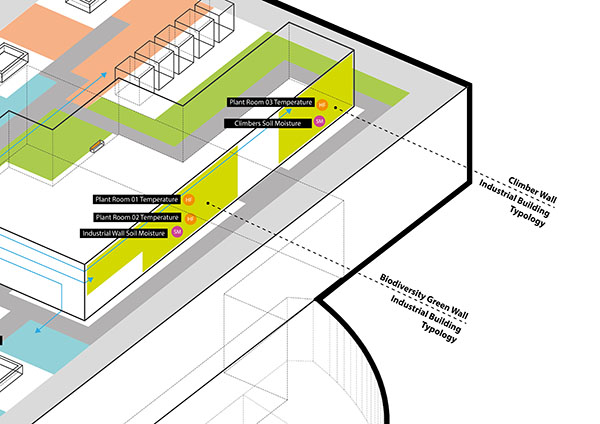 Plant Room 03 Temperature HF
Climbers Soil Moisture SM
Plant Room 01 Temperature HF
Plant Room 02 Temperature HF
Industrial Wall Soil Moisture SM
Climber Wall
Industrial Building
Typology
Biodiversity Green Wall
Industrial Building
Typology